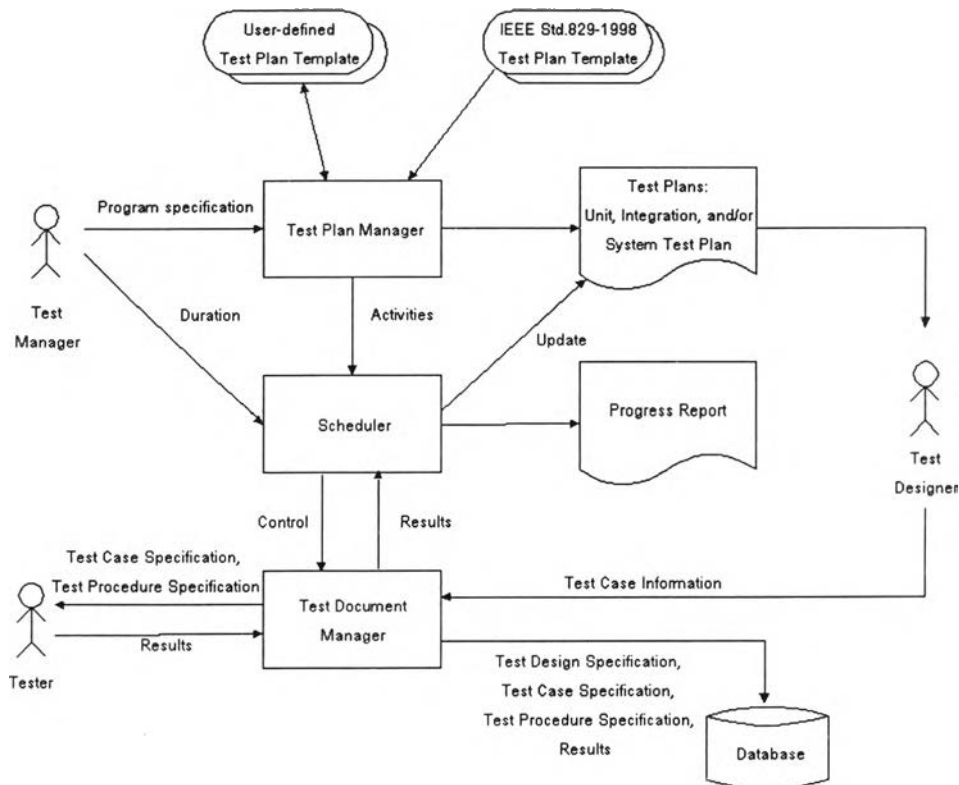 User-defined
Test Plan Template
IEEE Std.829-1998
Test Plan Template
Program specification
Test Plan Manager
Test Plans:
Unit, Integration, and/or
System Test Plan
Test
Manager
Duration
Activities
Update
Scheduler
Progress Report
Test
Designer
Control
Results
Test Case Specification,
Test Procedure Specification
Test Case Information
Test Document
Manager
Results
Tester
Test Design Specification,
Test Case Specification,
Test Procedure Specification,
Results
Database